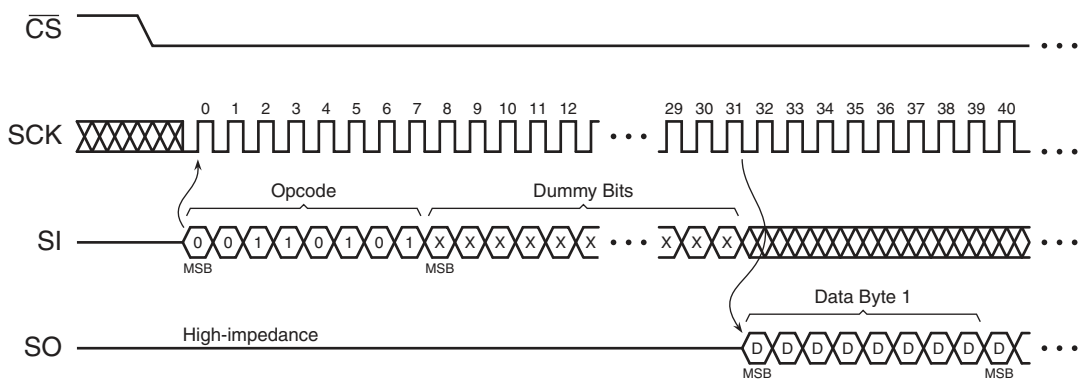 CS
0 1 2 3 4 5 6 7 8 9 10 11 12 29 30 31 32 33 34 35 36 37 38 39 40
SCK
Opcode Dummy Bits
SI 0 0 1 1 0 1 0 1 X X X X X X X X X
MSB MSB
Data Byte 1
High-impedance
SO D D D D D D D D D
MSB MSB